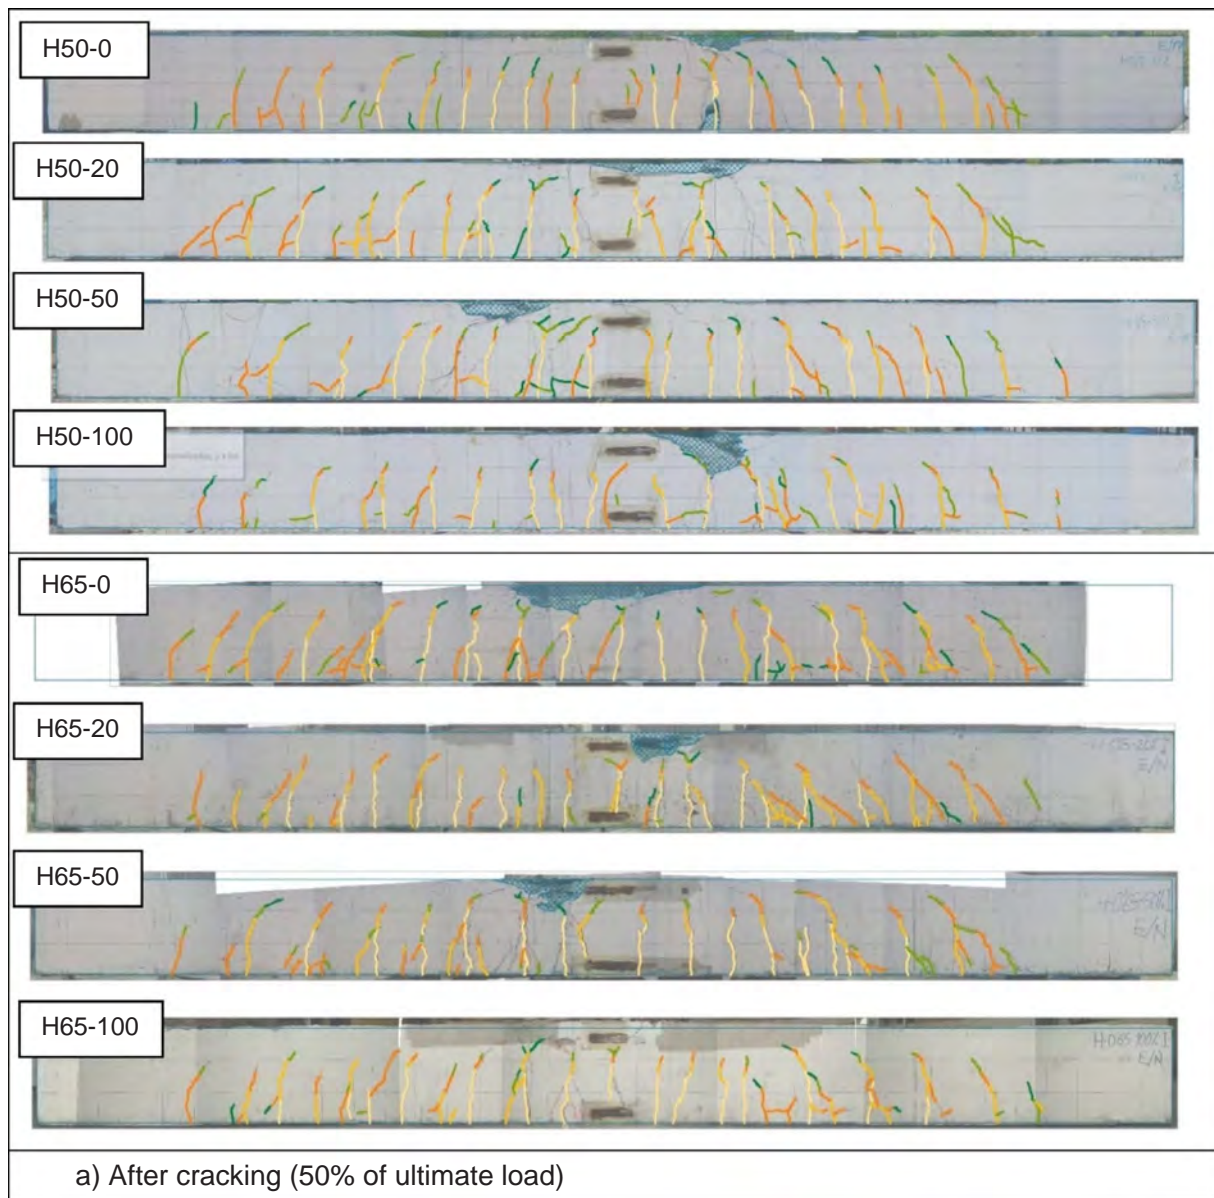 H50-0
H50-20
H50-50
H50-100
H65-0
H65-20
E/N
H65-50
E/N
H65-100
E/N
a) After cracking (50% of ultimate load)